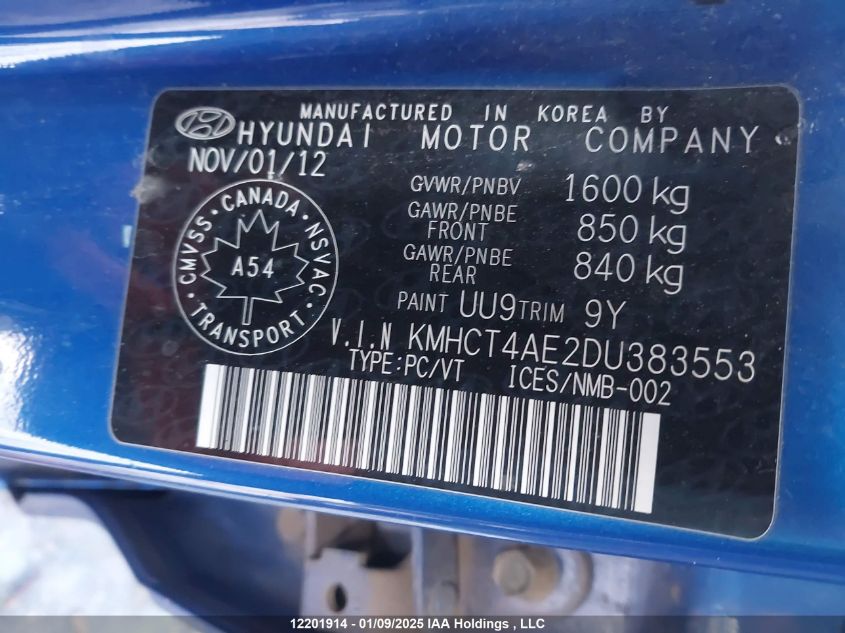 MANUFACTURED IN KOREA BY
HYUNDAI MOTOR COMPANY
NOV/01/12
GVWR/PNBV 1600 kg
GAWR/PNBE FRONT 850 kg
GAWR/PNBE REAR 840 kg
CANADA
CMVSS
NSVAC
A54
TRANSPORT
PAINT UU9 TRIM 9Y
V.I.N KMHCT4AE2DU383553
TYPE:PC/VT ICES/NMB-002
12201914 - 01/09/2025 IAA Holdings , LLC